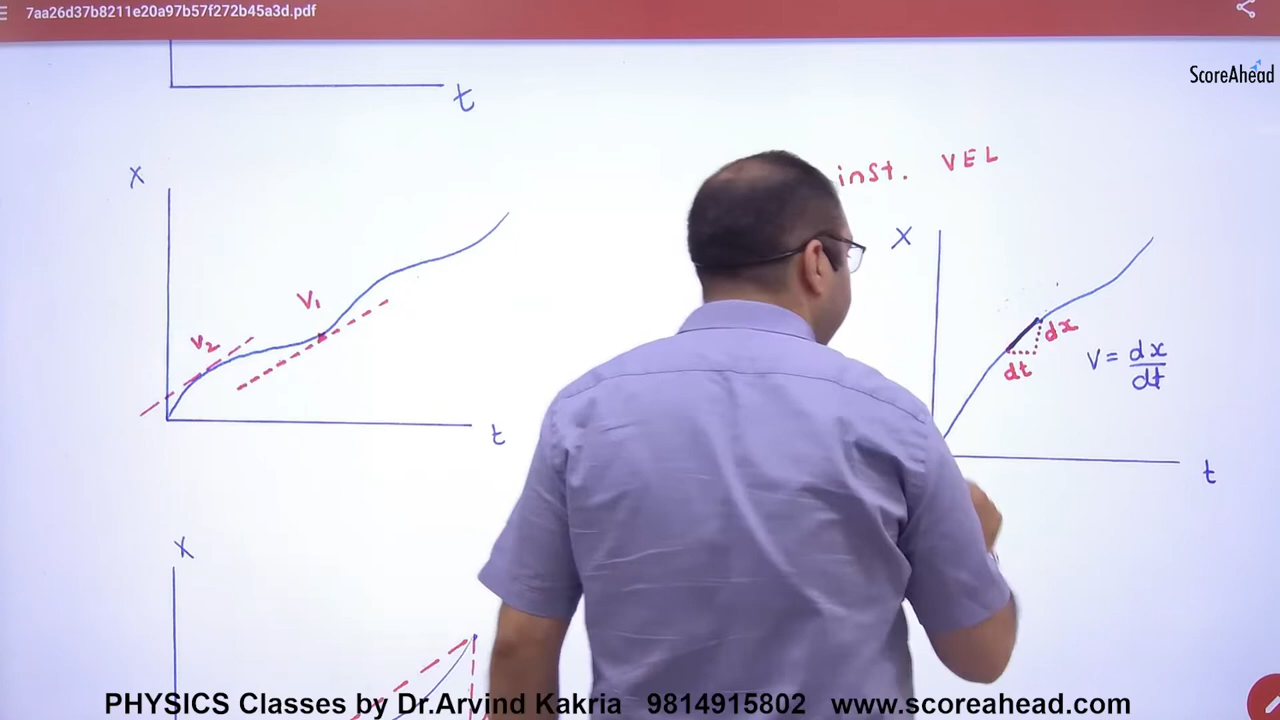 7aa26d37b8211e20a97b57f272b45a3d.pdf
ScoreAhead
t
x
V1
V2
t
inst. VEL
x
dx
dt
V = dx/dt
t
x
PHYSICS Classes by Dr.Arvind Kakria 9814915802 www.scoreahead.com